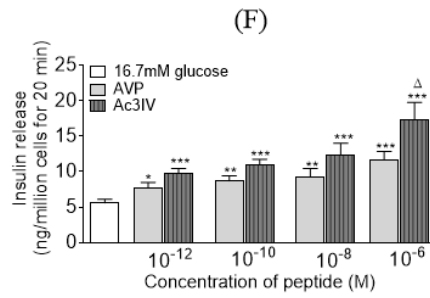 (F)
Insulin release
(ng/million cells for 20 min)
25
20
15
10
5
0
16.7mM glucose
AVP
Ac3IV
*
***
**
***
**
***
***
Δ
***
10-12
10-10
10-8
10-6
Concentration of peptide (M)